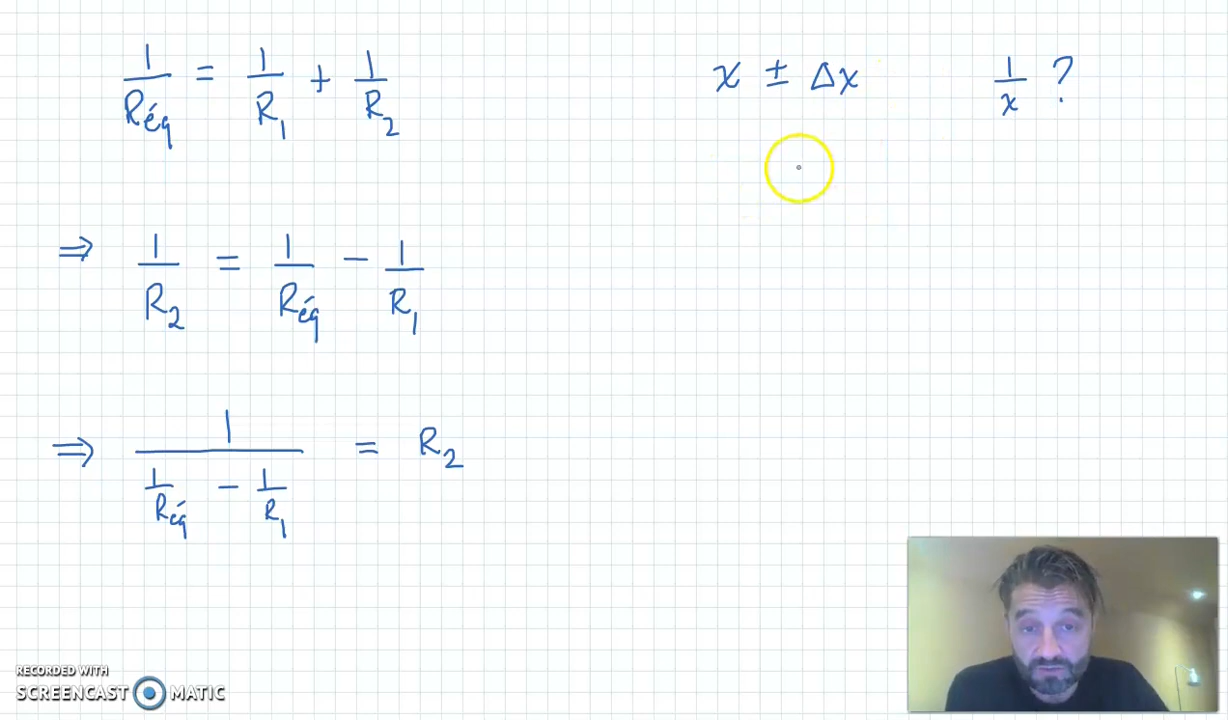 1/Réq = 1/R1 + 1/R2
x ± Δx
1/x ?
⇒ 1/R2 = 1/Réq − 1/R1
⇒ 1/(1/Réq − 1/R1) = R2
RECORDED WITH
SCREENCAST MATIC